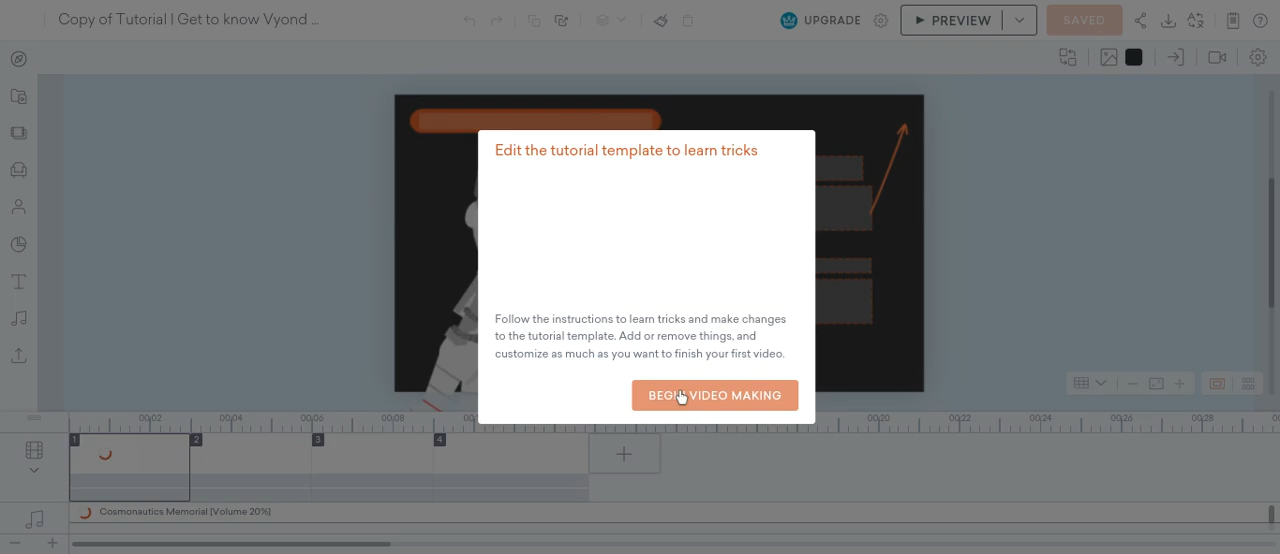 Copy of Tutorial I Get to know Vyond ...
UPGRADE
PREVIEW
SAVED
Edit the tutorial template to learn tricks
Follow the instructions to learn tricks and make changes
to the tutorial template. Add or remove things, and
customize as much as you want to finish your first video.
BEGIN VIDEO MAKING
00:02 00:04 00:06 00:08 00:20 00:22 00:24 00:26 00:28
1 2 3 4
Cosmonautics Memorial [Volume 20%]